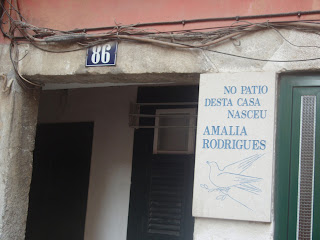 86
NO PATIO
DESTA CASA
NASCEU
AMALIA
RODRIGUES